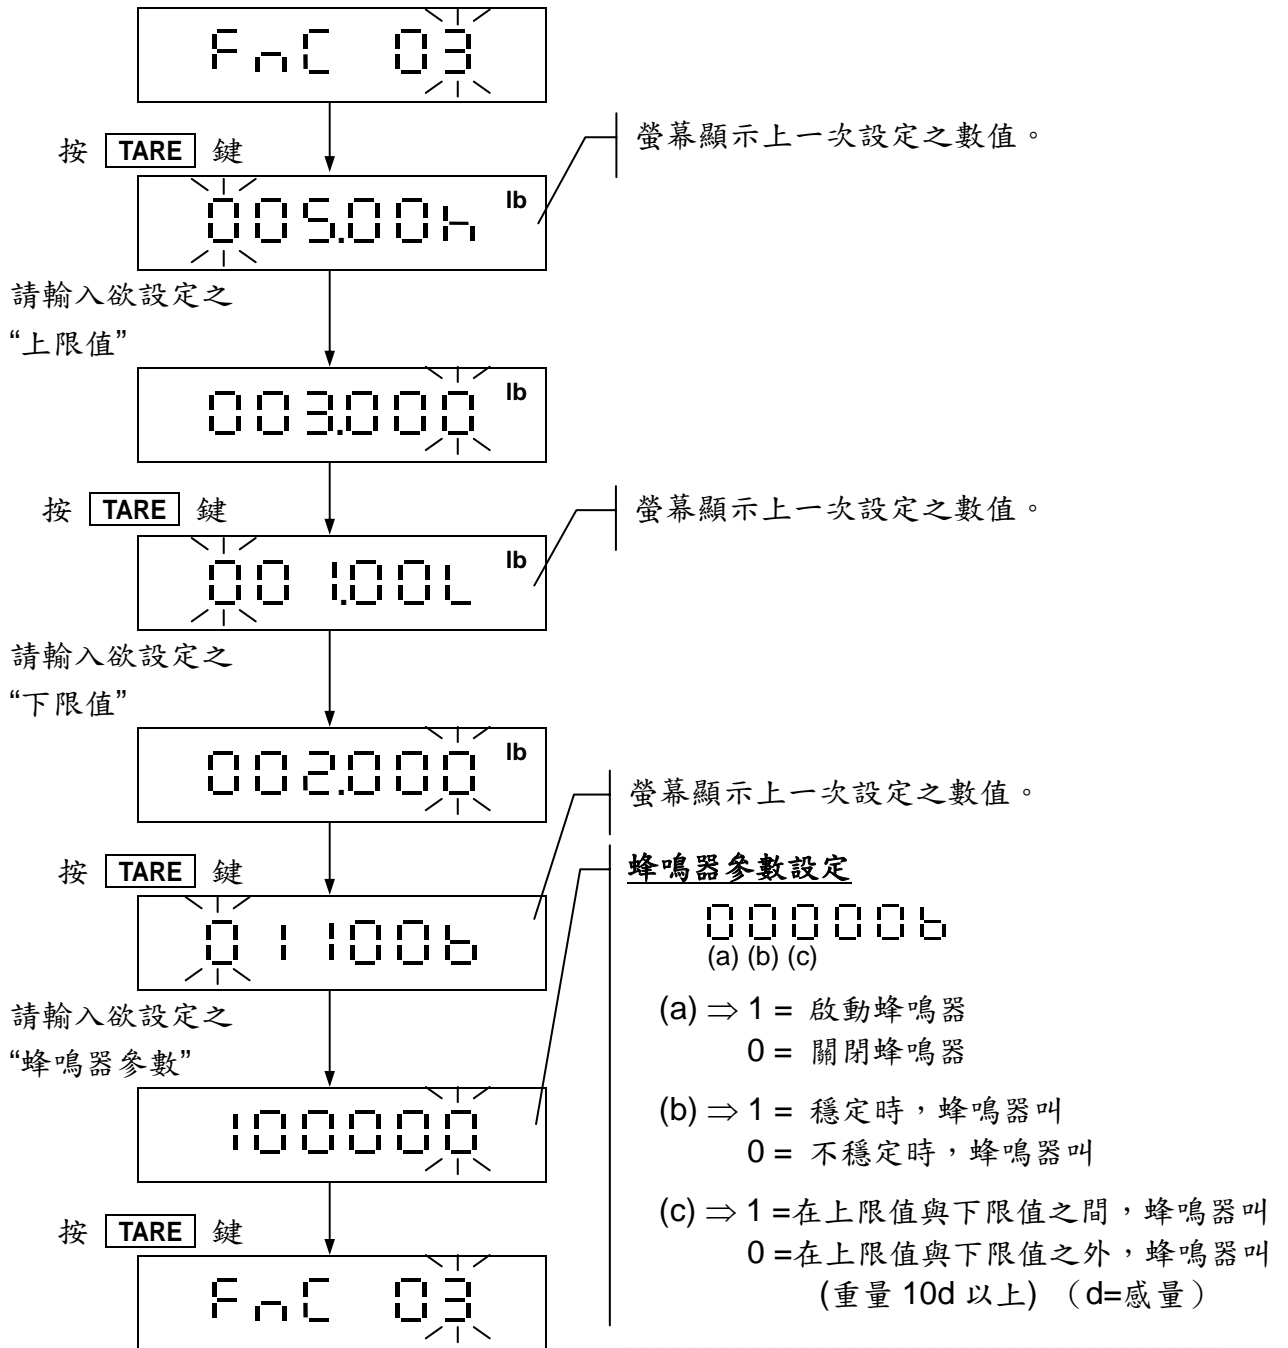 FnC 03
按 TARE 鍵
螢幕顯示上一次設定之數值。
005.00h lb
請輸入欲設定之
“上限值”
003.000 lb
按 TARE 鍵
螢幕顯示上一次設定之數值。
001.00L lb
請輸入欲設定之
“下限值”
002.000 lb
螢幕顯示上一次設定之數值。
按 TARE 鍵
01100b
請輸入欲設定之
“蜂鳴器參數”
100000
按 TARE 鍵
FnC 03
蜂鳴器參數設定
00000b
(a) (b) (c)
(a) ⇒ 1 = 啟動蜂鳴器
0 = 關閉蜂鳴器
(b) ⇒ 1 = 穩定時，蜂鳴器叫
0 = 不穩定時，蜂鳴器叫
(c) ⇒ 1 =在上限值與下限值之間，蜂鳴器叫
0 =在上限值與下限值之外，蜂鳴器叫
(重量 10d 以上) （d=感量）